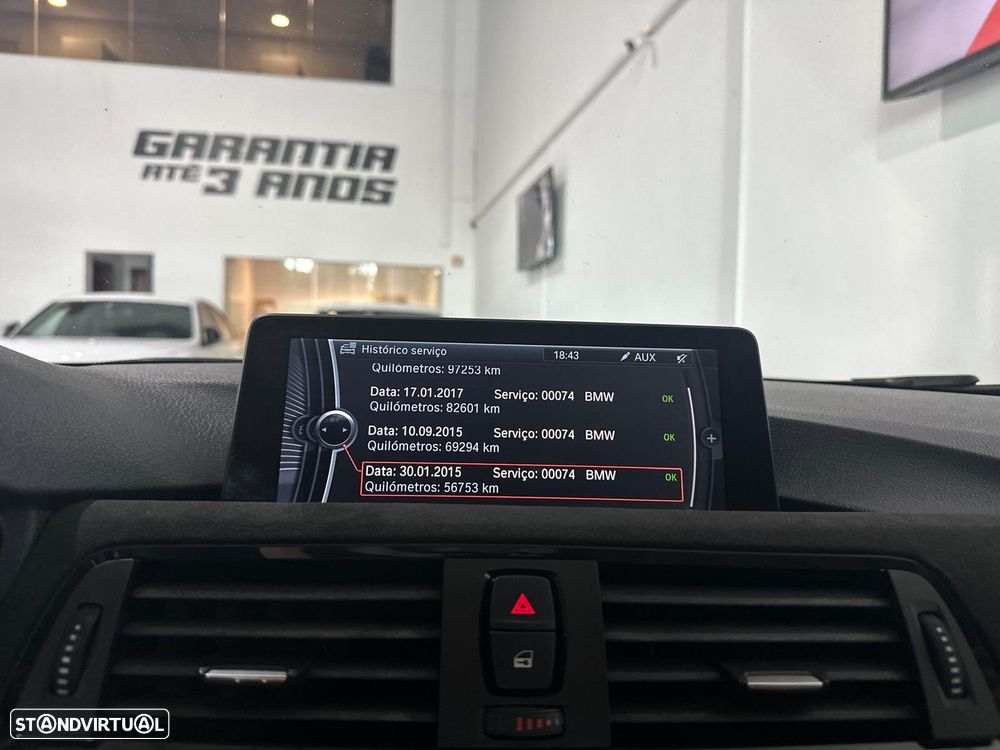 GARANTIA
ATÉ 3 ANOS
Histórico serviço 18:43 AUX
Quilómetros: 97253 km
Data: 17.01.2017 Serviço: 00074 BMW OK
Quilómetros: 82601 km
Data: 10.09.2015 Serviço: 00074 BMW OK
Quilómetros: 69294 km
Data: 30.01.2015 Serviço: 00074 BMW OK
Quilómetros: 56753 km
STANDVIRTUAL